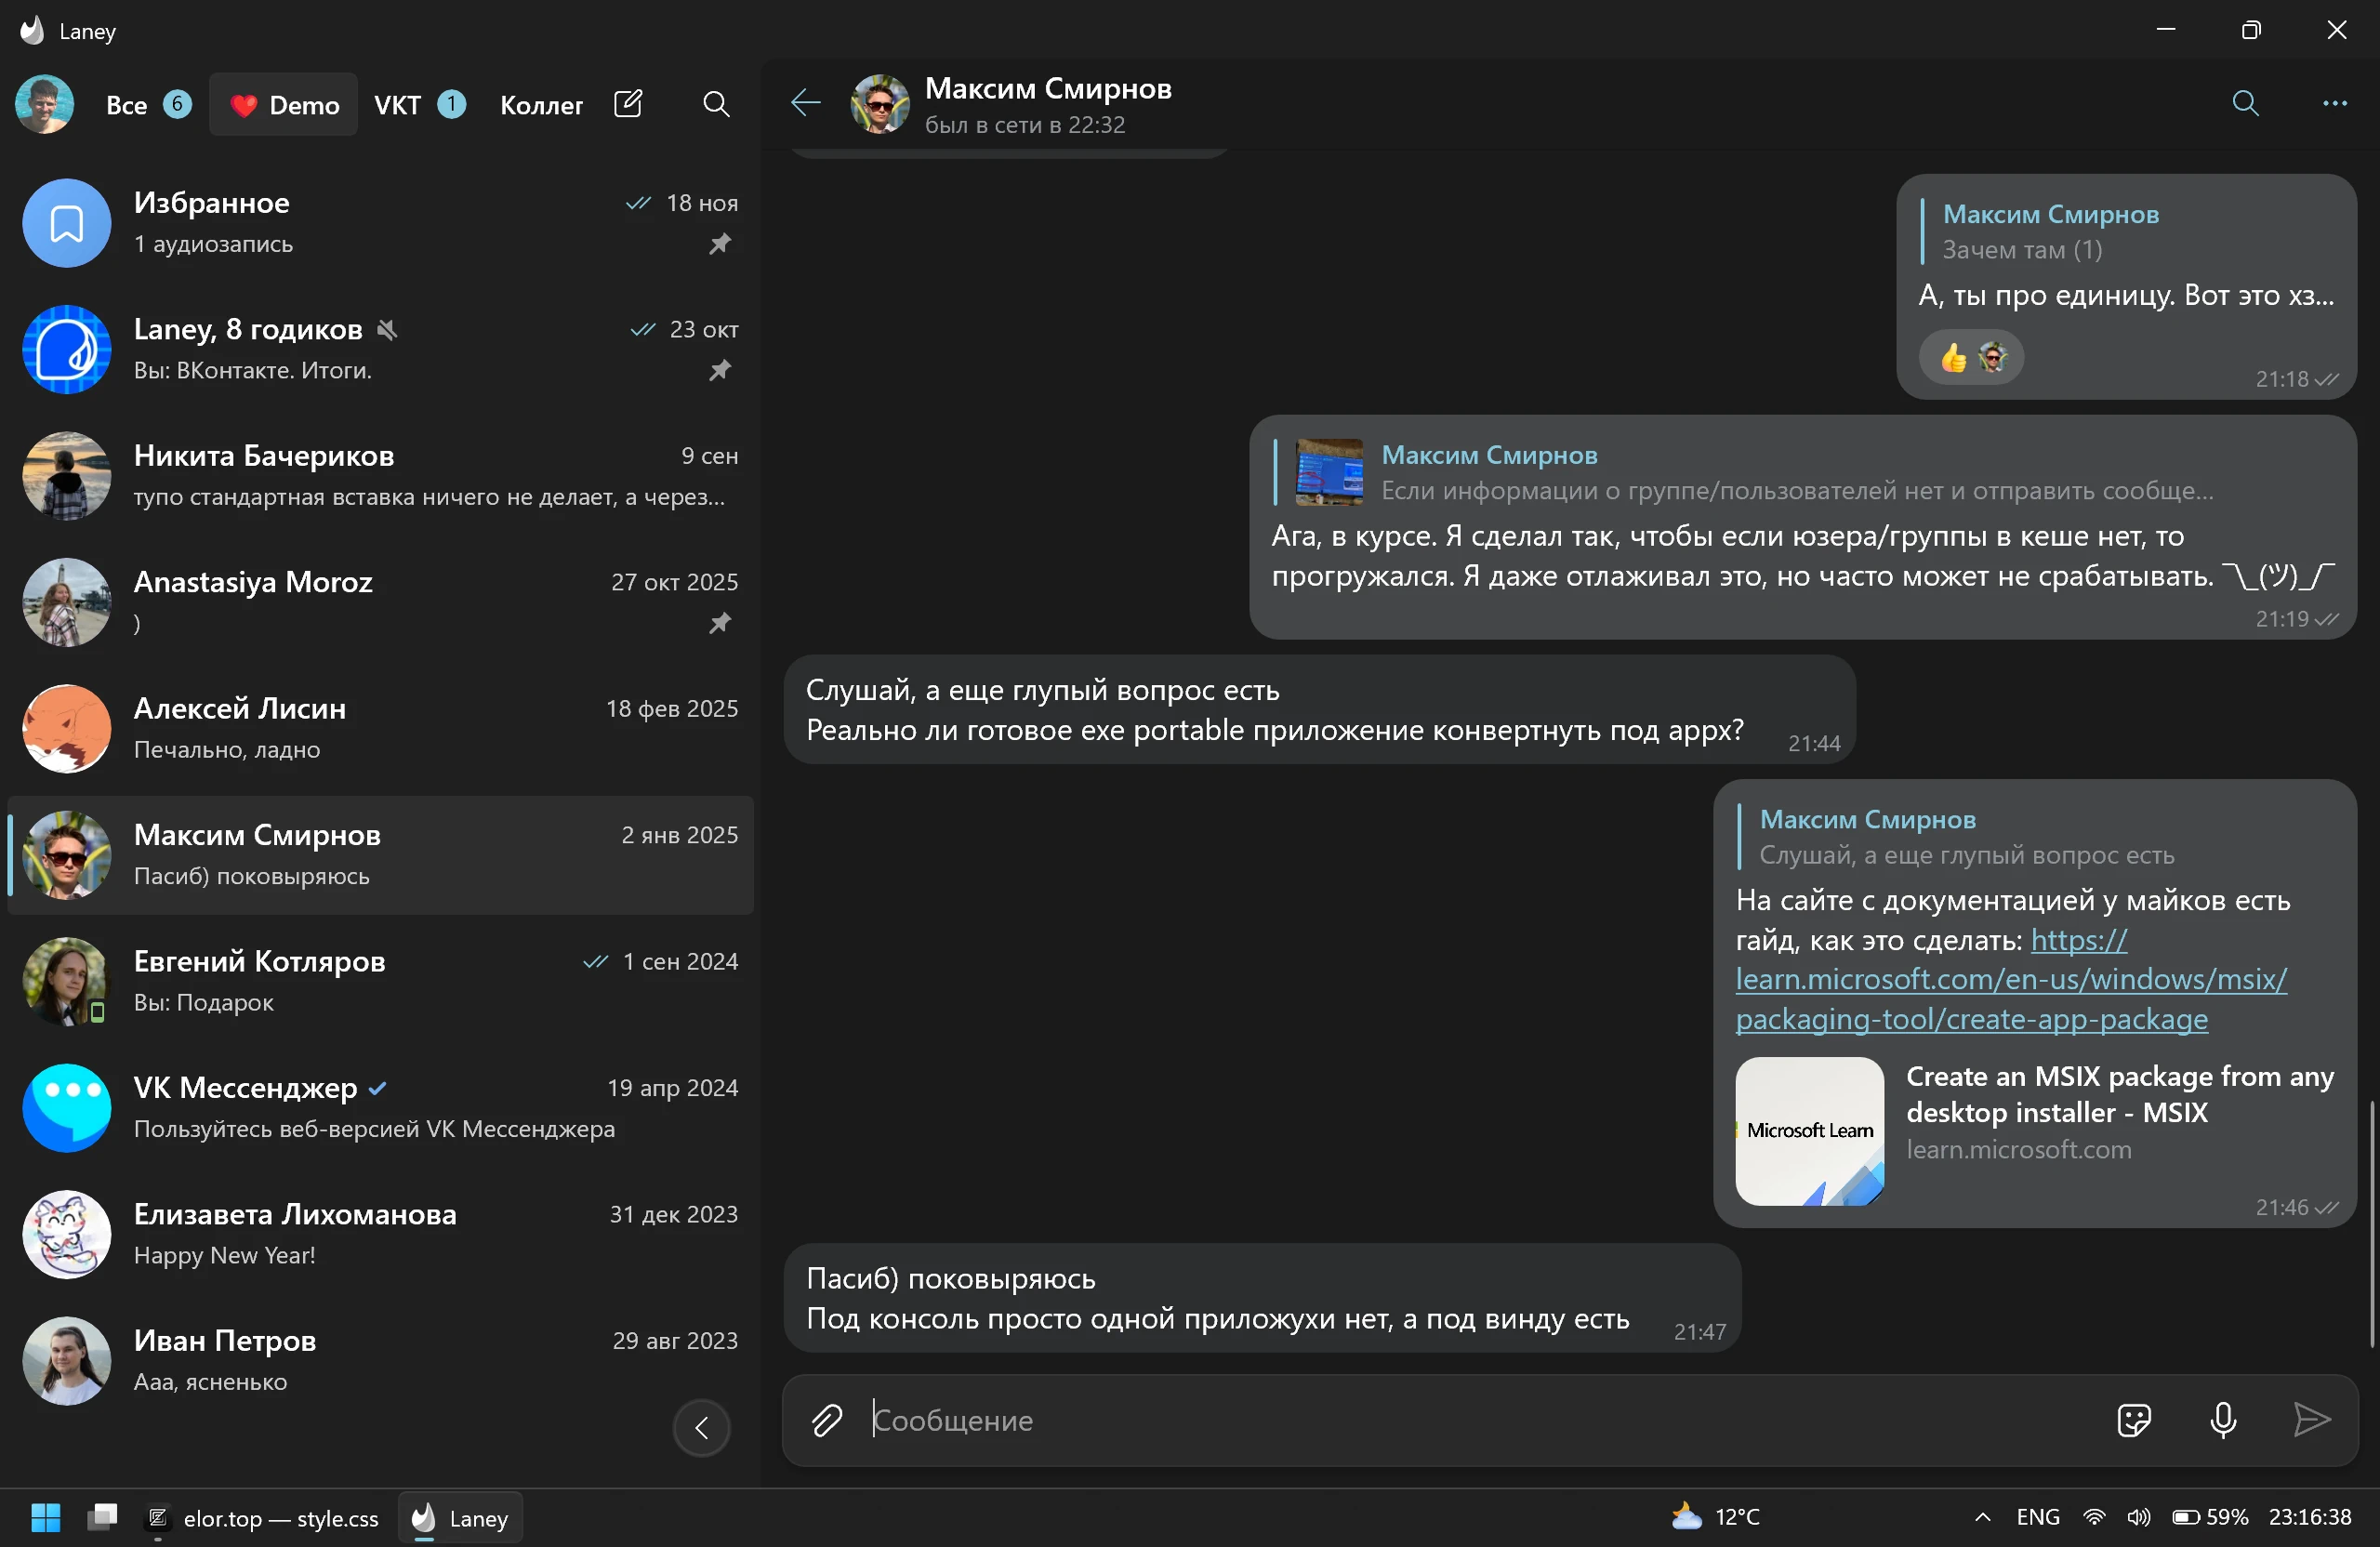 Laney
Все 6
Demo
VKT 1
Коллег
Избранное
18 ноя
1 аудиозапись
Laney, 8 годиков
23 окт
Вы: ВКонтакте. Итоги.
Никита Бачериков
9 сен
тупо стандартная вставка ничего не делает, а через...
Anastasiya Moroz
27 окт 2025
)
Алексей Лисин
18 фев 2025
Печально, ладно
Максим Смирнов
2 янв 2025
Пасиб) поковыряюсь
Евгений Котляров
1 сен 2024
Вы: Подарок
VK Мессенджер
19 апр 2024
Пользуйтесь веб-версией VK Мессенджера
Елизавета Лихоманова
31 дек 2023
Happy New Year!
Иван Петров
29 авг 2023
Ааа, ясненько
Максим Смирнов
был в сети в 22:32
Максим Смирнов
Зачем там (1)
А, ты про единицу. Вот это хз...
21:18
Максим Смирнов
Если информации о группе/пользователей нет и отправить сообще...
Ага, в курсе. Я сделал так, чтобы если юзера/группы в кеше нет, то
прогружался. Я даже отлаживал это, но часто может не срабатывать. ¯\_(ツ)_/¯
21:19
Слушай, а еще глупый вопрос есть
Реально ли готовое exe portable приложение конвертнуть под appx?
21:44
Максим Смирнов
Слушай, а еще глупый вопрос есть
На сайте с документацией у майков есть
гайд, как это сделать: https://
learn.microsoft.com/en-us/windows/msix/
packaging-tool/create-app-package
Microsoft Learn
Create an MSIX package from any
desktop installer - MSIX
learn.microsoft.com
21:46
Пасиб) поковыряюсь
Под консоль просто одной приложухи нет, а под винду есть
21:47
Сообщение
elor.top — style.css
Laney
12°C
ENG
59%
23:16:38